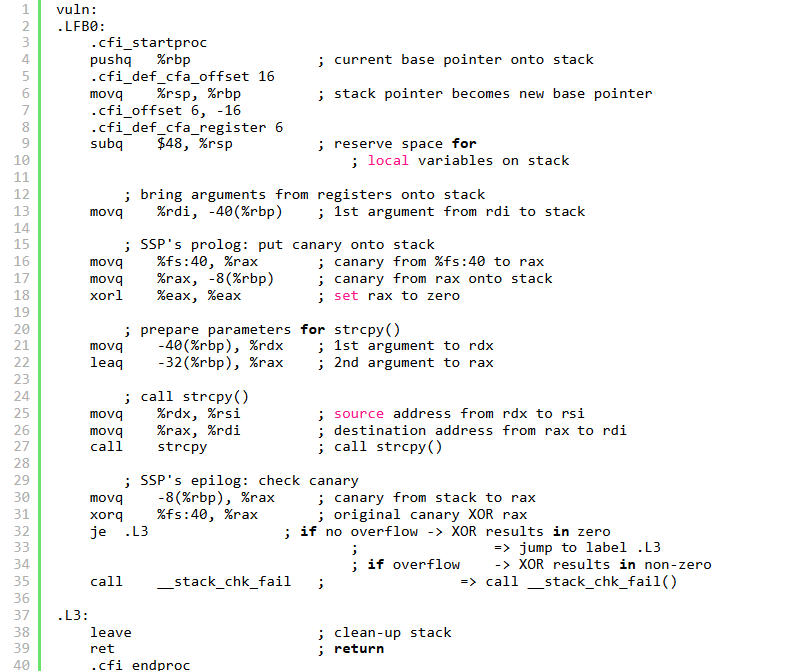 1 vuln:
2 .LFB0:
3 .cfi_startproc
4 pushq %rbp ; current base pointer onto stack
5 .cfi_def_cfa_offset 16
6 movq %rsp, %rbp ; stack pointer becomes new base pointer
7 .cfi_offset 6, -16
8 .cfi_def_cfa_register 6
9 subq $48, %rsp ; reserve space for
10 ; local variables on stack
11
12 ; bring arguments from registers onto stack
13 movq %rdi, -40(%rbp) ; 1st argument from rdi to stack
14
15 ; SSP's prolog: put canary onto stack
16 movq %fs:40, %rax ; canary from %fs:40 to rax
17 movq %rax, -8(%rbp) ; canary from rax onto stack
18 xorl %eax, %eax ; set rax to zero
19
20 ; prepare parameters for strcpy()
21 movq -40(%rbp), %rdx ; 1st argument to rdx
22 leaq -32(%rbp), %rax ; 2nd argument to rax
23
24 ; call strcpy()
25 movq %rdx, %rsi ; source address from rdx to rsi
26 movq %rax, %rdi ; destination address from rax to rdi
27 call strcpy ; call strcpy()
28
29 ; SSP's epilog: check canary
30 movq -8(%rbp), %rax ; canary from stack to rax
31 xorq %fs:40, %rax ; original canary XOR rax
32 je .L3 ; if no overflow -> XOR results in zero
33 ; => jump to label .L3
34 ; if overflow -> XOR results in non-zero
35 call __stack_chk_fail ; => call __stack_chk_fail()
36
37 .L3:
38 leave ; clean-up stack
39 ret ; return
40 .cfi_endproc